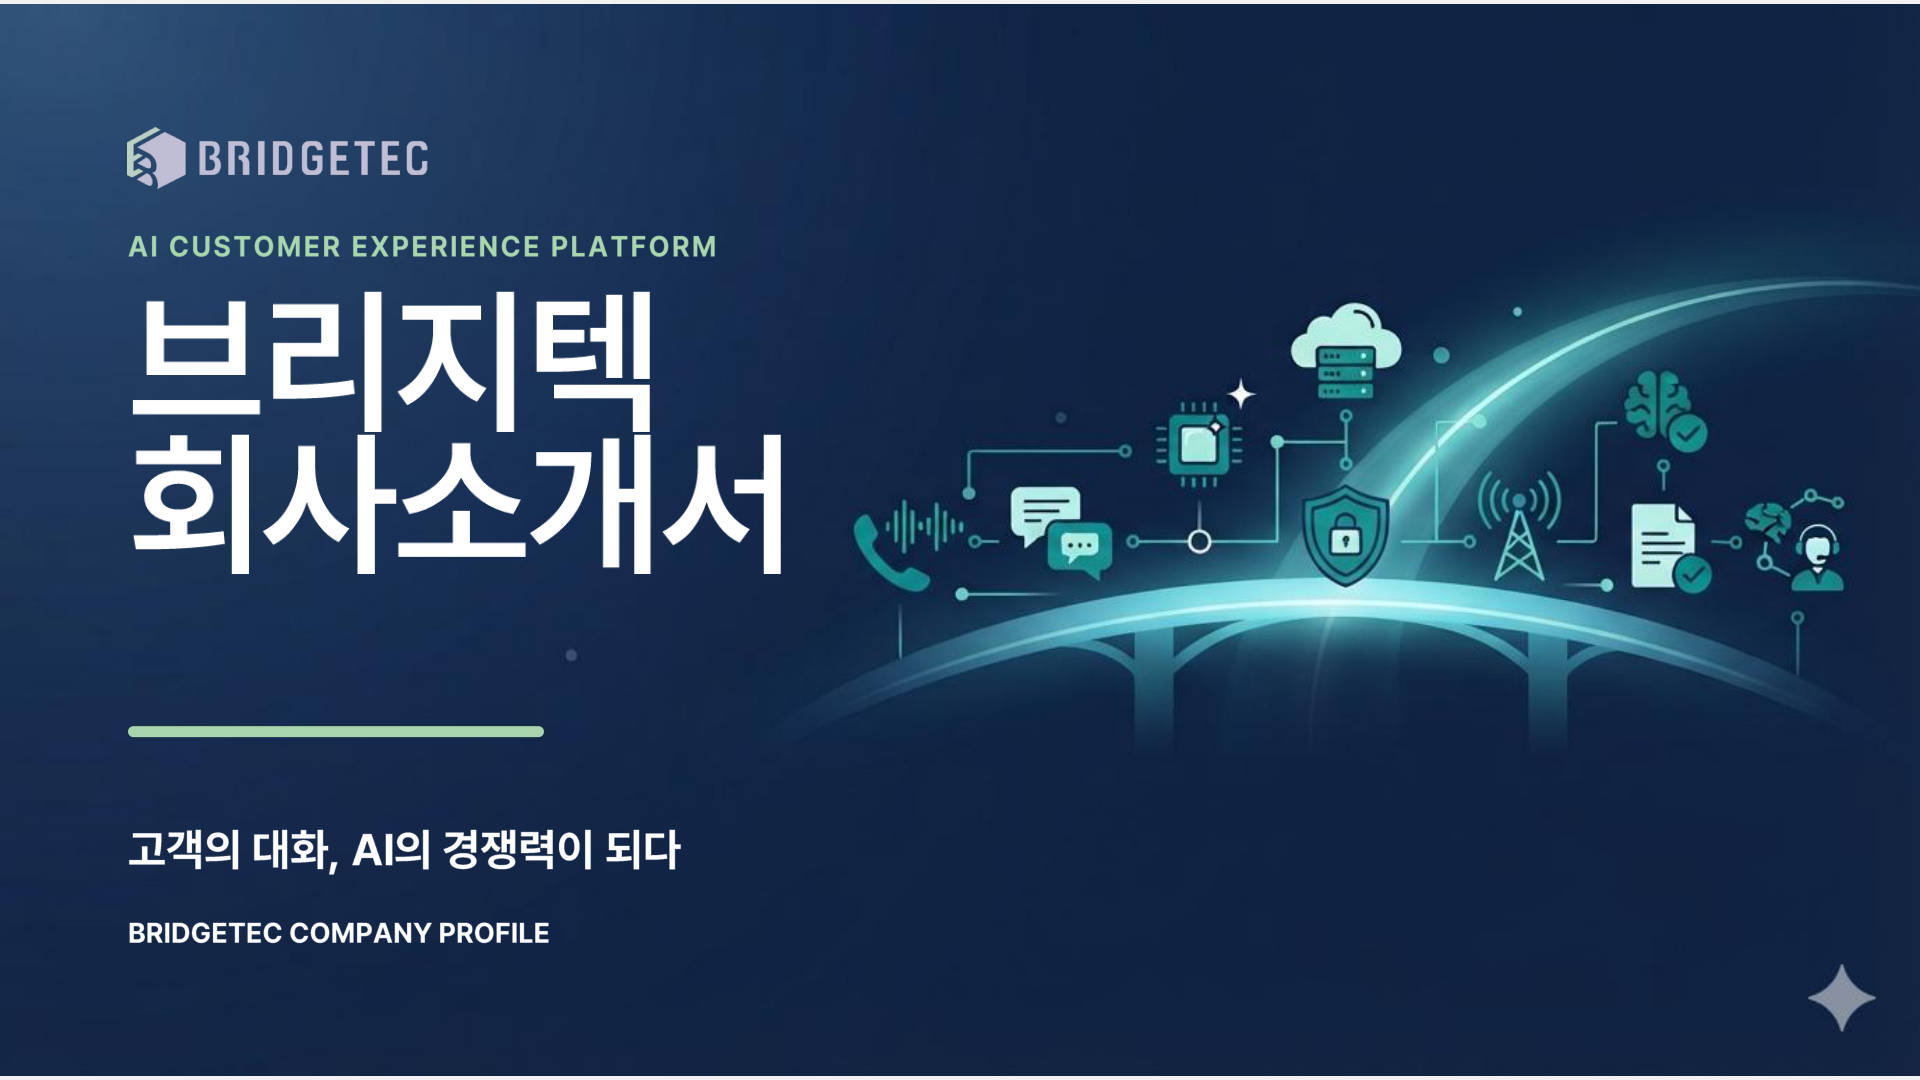 BRIDGETEC
AI CUSTOMER EXPERIENCE PLATFORM
브리지텍
회사소개서
고객의 대화, AI의 경쟁력이 되다
BRIDGETEC COMPANY PROFILE